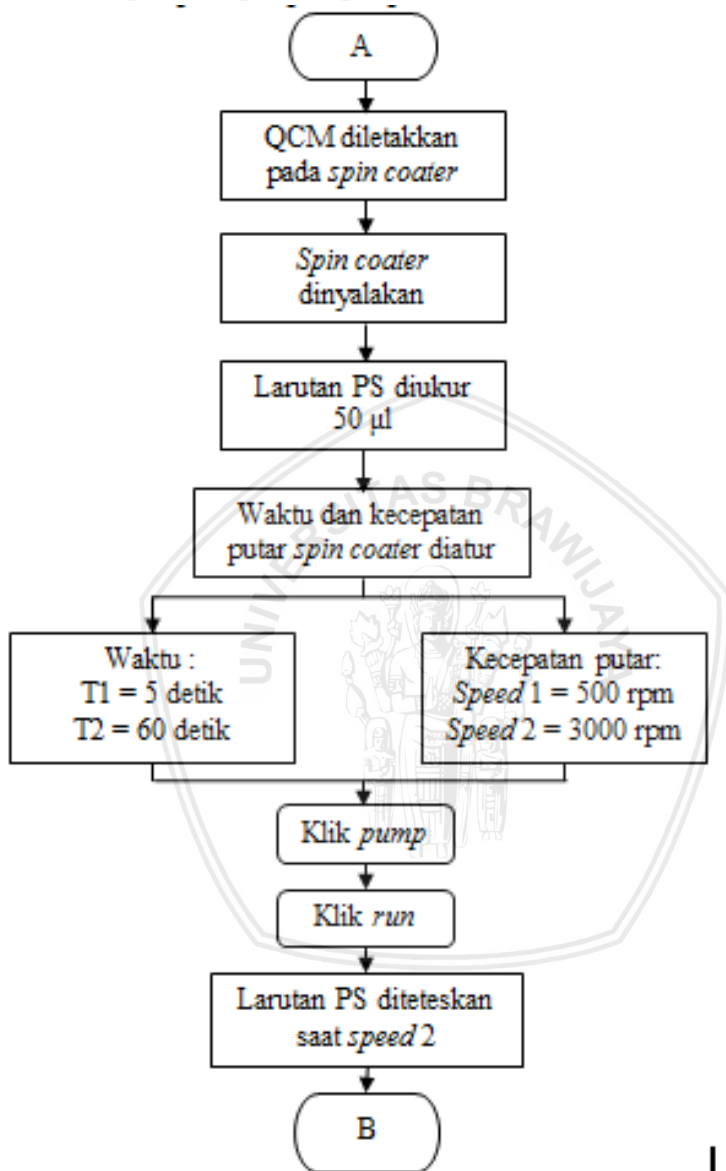 A
QCM diletakkan
pada spin coater
Spin coater
dinyalakan
Larutan PS diukur
50 µl
UNIVERSITAS BRAWIJAYA
Waktu dan kecepatan
putar spin coater diatur
Waktu :
T1 = 5 detik
T2 = 60 detik
Kecepatan putar:
Speed 1 = 500 rpm
Speed 2 = 3000 rpm
Klik pump
Klik run
Larutan PS diteteskan
saat speed 2
B